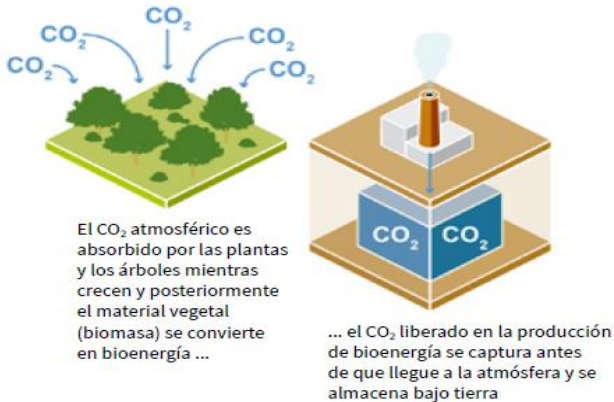 CO₂
CO₂
CO₂
CO₂
CO₂
CO₂ CO₂
El CO₂ atmosférico es
absorbido por las plantas
y los árboles mientras
crecen y posteriormente
el material vegetal
(biomasa) se convierte
en bioenergía ...
... el CO₂ liberado en la producción
de bioenergía se captura antes
de que llegue a la atmósfera y se
almacena bajo tierra